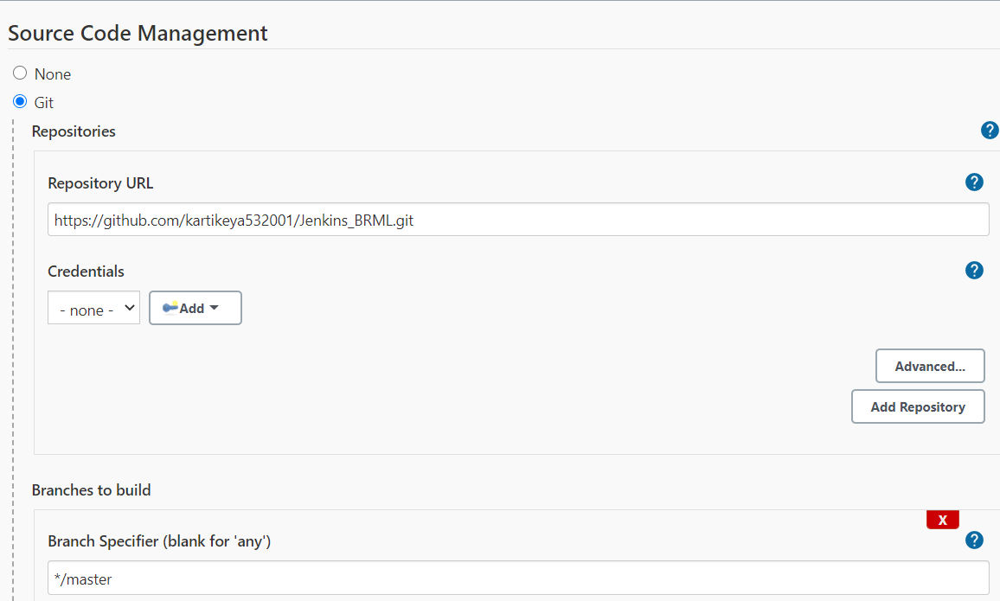 Source Code Management
None
Git
Repositories
?
Repository URL
?
https://github.com/kartikeya532001/Jenkins_BRML.git
Credentials
?
- none -
Add
Advanced...
Add Repository
Branches to build
X
Branch Specifier (blank for 'any')
?
*/master